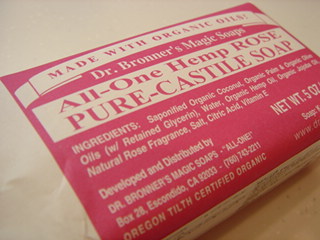 MADE WITH ORGANIC OILS!
Dr. Bronner's Magic Soaps
All-One Hemp ROSE
PURE-CASTILE SOAP
INGREDIENTS: Saponified Organic Coconut, Organic Palm & Organic Olive
Oils (w/ Retained Glycerin), Water, Organic Hemp Oil, Organic Jojoba Oil,
Natural Rose Fragrance, Salt, Citric Acid, Vitamin E
NET WT. 5 OZ
Developed and Distributed by
DR. BRONNER'S MAGIC SOAPS - "ALL-ONE"
Box 28, Escondido, CA 92033 - (760) 743-2211
OREGON TILTH CERTIFIED ORGANIC